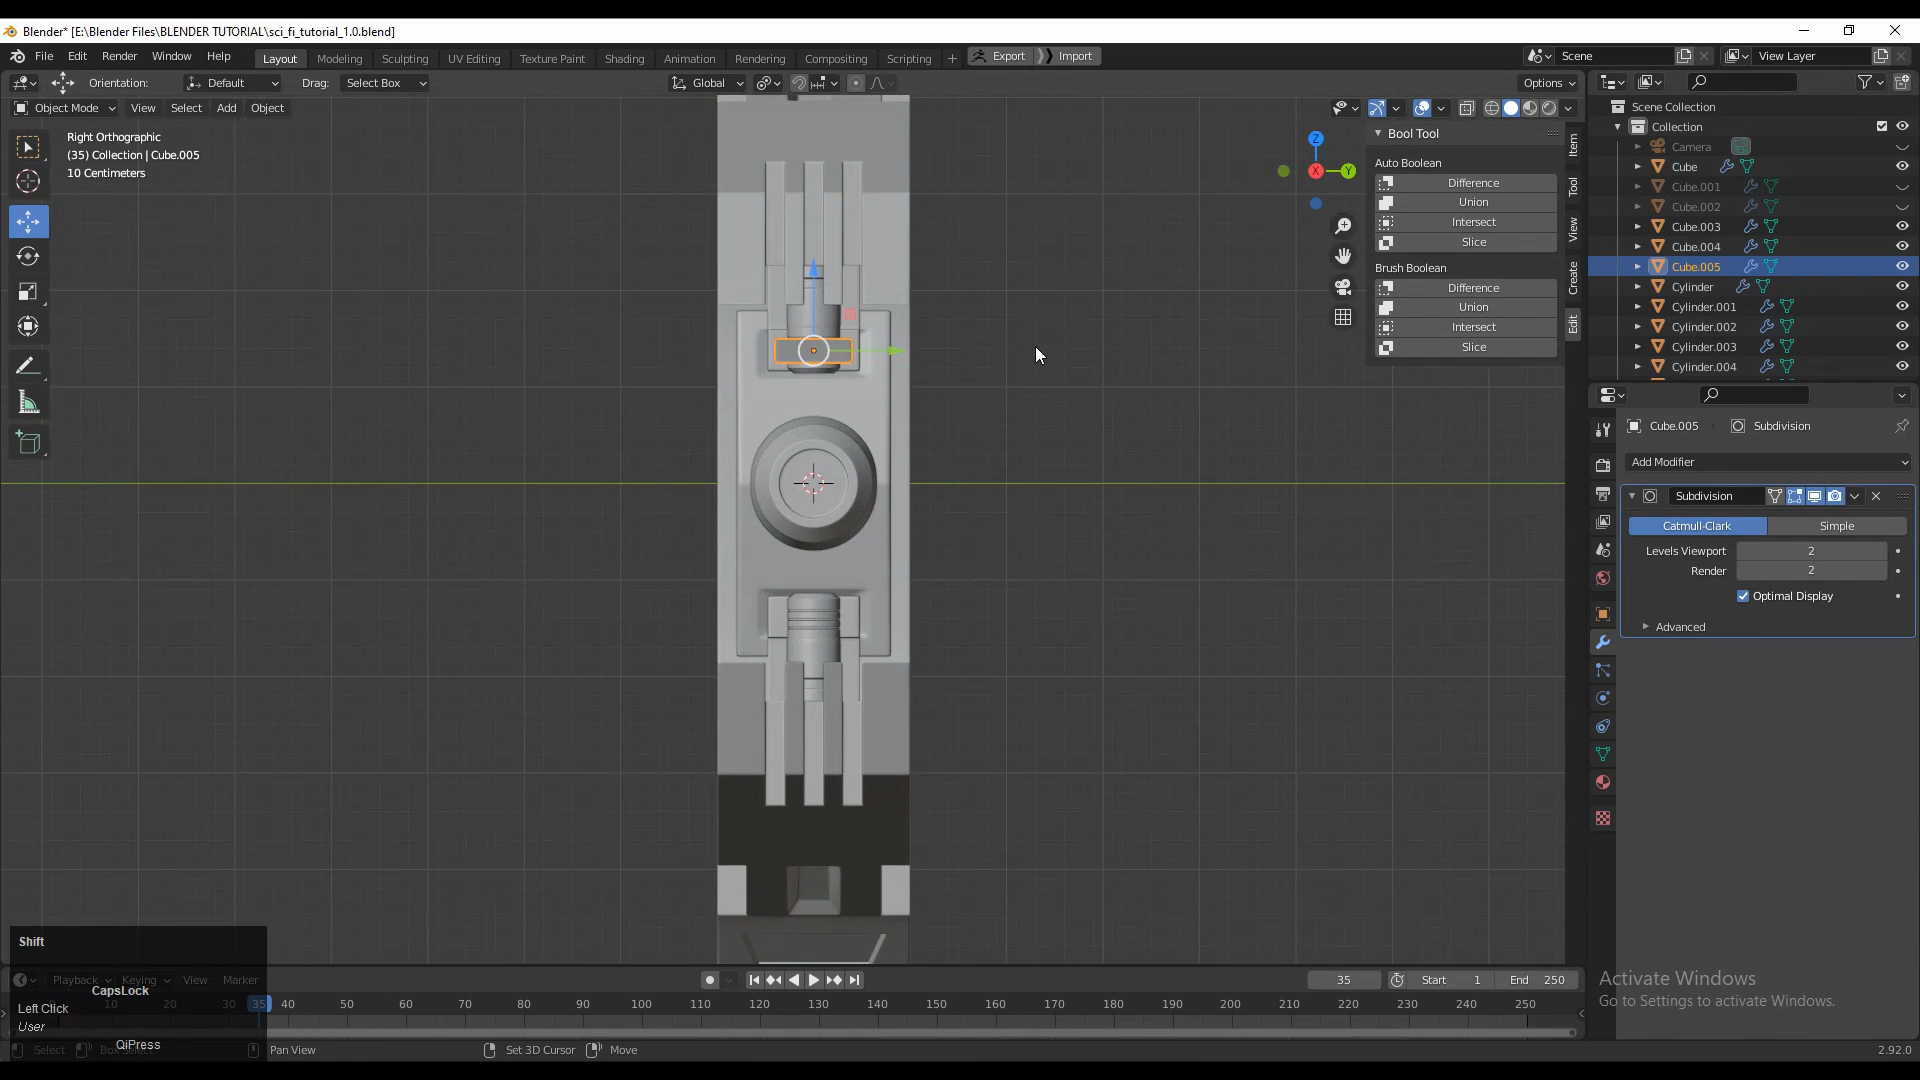 Blender* [E:\Blender Files\BLENDER TUTORIAL\sci_fi_tutorial_1.0.blend]
File Edit Render Window Help Layout Modeling Sculpting UV Editing Texture Paint Shading Animation Rendering Compositing Scripting + Export Import Scene View Layer
Orientation: Default Drag: Select Box Global Options
Object Mode View Select Add Object
Right Orthographic
(35) Collection | Cube.005
10 Centimeters
Z
X
Y
Bool Tool
Auto Boolean
Difference
Union
Intersect
Slice
Brush Boolean
Difference
Union
Intersect
Slice
Item
Tool
View
Create
Edit
Scene Collection
Collection
Camera
Cube
Cube.001
Cube.002
Cube.003
Cube.004
Cube.005
Cylinder
Cylinder.001
Cylinder.002
Cylinder.003
Cylinder.004
Cube.005 Subdivision
Add Modifier
Subdivision
Catmull-Clark Simple
Levels Viewport 2
Render 2
Optimal Display
Advanced
Shift
CapsLock
Left Click
User
QiPress
Playback Keying View Marker
35 Start 1 End 250
10 20 30 35 40 50 60 70 80 90 100 110 120 130 140 150 160 170 180 190 200 210 220 230 240 250
Select Box Select Pan View Set 3D Cursor Move
Activate Windows
Go to Settings to activate Windows.
2.92.0